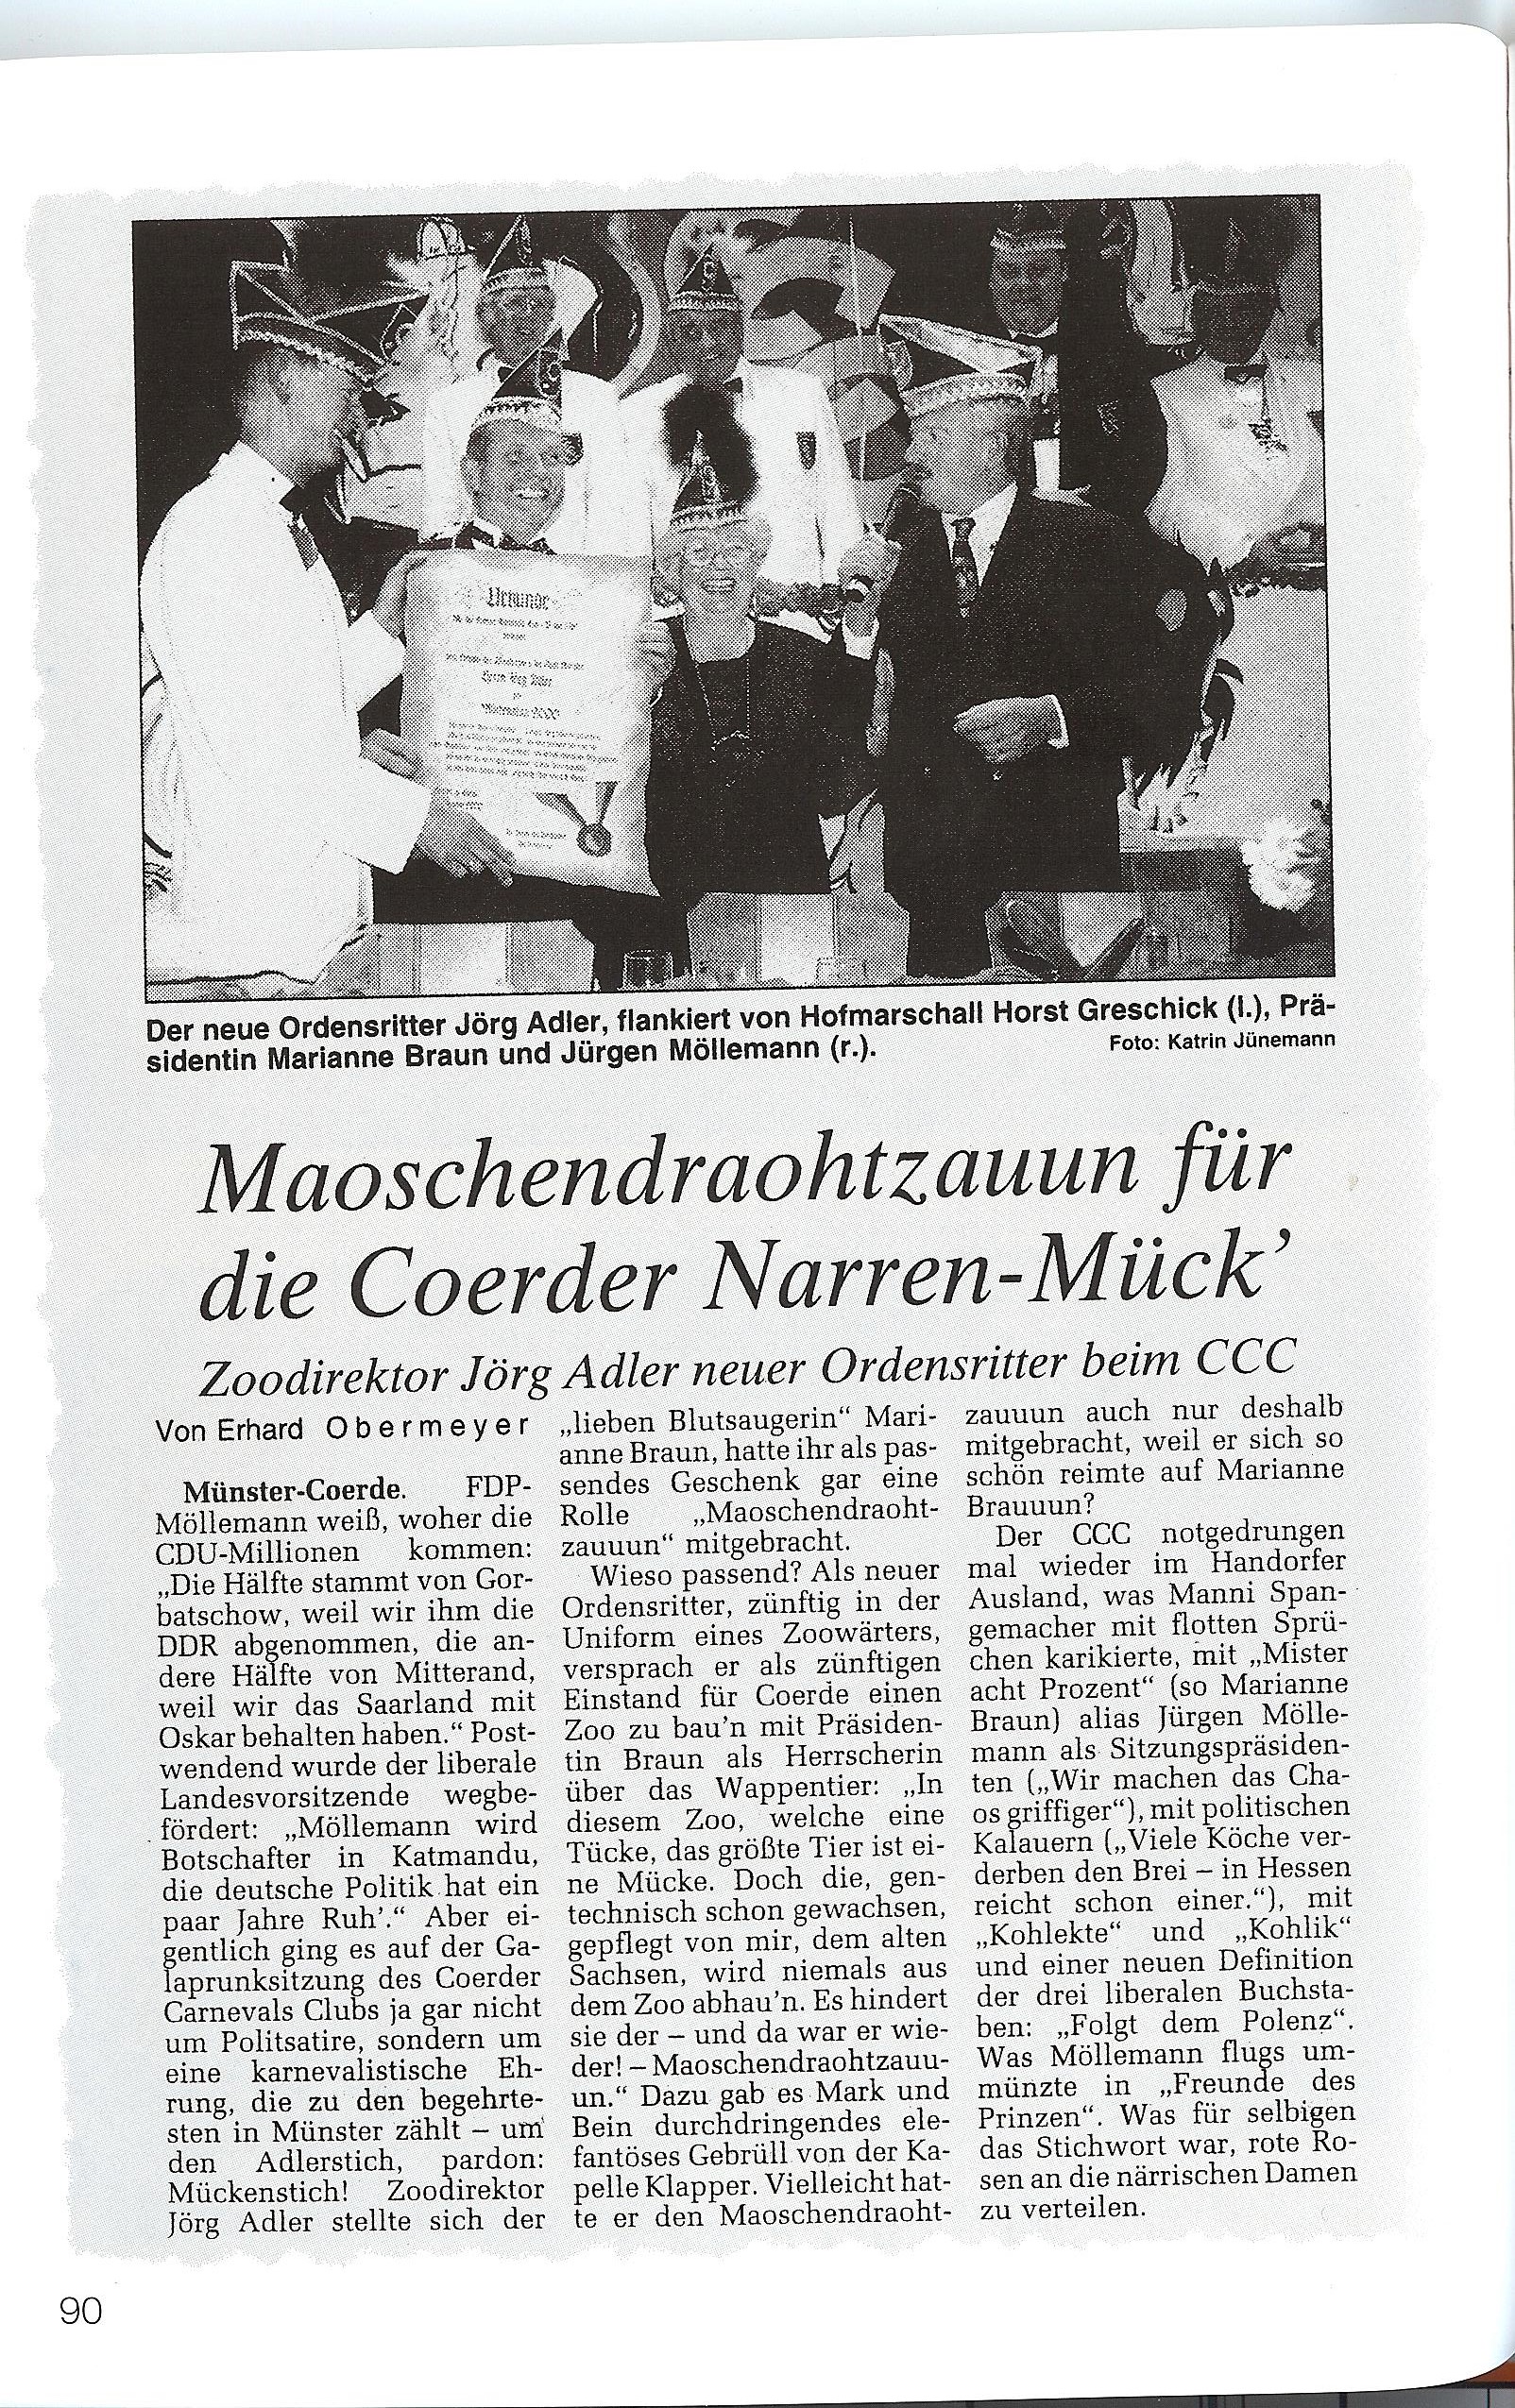 Urkunde
Der neue Ordensritter Jörg Adler, flankiert von Hofmarschall Horst Greschick (l.), Prä-
sidentin Marianne Braun und Jürgen Möllemann (r.).
Foto: Katrin Jünemann
Maoschendraohtzauun für
die Coerder Narren-Mück’
Zoodirektor Jörg Adler neuer Ordensritter beim CCC
Von Erhard Obermeyer
Münster-Coerde. FDP-
Möllemann weiß, woher die
CDU-Millionen kommen:
„Die Hälfte stammt von Gor-
batschow, weil wir ihm die
DDR abgenommen, die an-
dere Hälfte von Mitterand,
weil wir das Saarland mit
Oskar behalten haben.“ Post-
wendend wurde der liberale
Landesvorsitzende wegbe-
fördert: „Möllemann wird
Botschafter in Katmandu,
die deutsche Politik hat ein
paar Jahre Ruh’.“ Aber ei-
gentlich ging es auf der Ga-
laprunksitzung des Coerder
Carnevals Clubs ja gar nicht
um Politsatire, sondern um
eine karnevalistische Eh-
rung, die zu den begehrte-
sten in Münster zählt – um
den Adlerstich, pardon:
Mückenstich! Zoodirektor
Jörg Adler stellte sich der
„lieben Blutsaugerin“ Mari-
anne Braun, hatte ihr als pas-
sendes Geschenk gar eine
Rolle „Maoschendraoht-
zauuun“ mitgebracht.
Wieso passend? Als neuer
Ordensritter, zünftig in der
Uniform eines Zoowärters,
versprach er als zünftigen
Einstand für Coerde einen
Zoo zu bau’n mit Präsiden-
tin Braun als Herrscherin
über das Wappentier: „In
diesem Zoo, welche eine
Tücke, das größte Tier ist ei-
ne Mücke. Doch die, gen-
technisch schon gewachsen,
gepflegt von mir, dem alten
Sachsen, wird niemals aus
dem Zoo abhau’n. Es hindert
sie der – und da war er wie-
der! – Maoschendraohtzauu-
un.“ Dazu gab es Mark und
Bein durchdringendes ele-
fantöses Gebrüll von der Ka-
pelle Klapper. Vielleicht hat-
te er den Maoschendraoht-
zauuun auch nur deshalb
mitgebracht, weil er sich so
schön reimte auf Marianne
Brauuun?
Der CCC notgedrungen
mal wieder im Handorfer
Ausland, was Manni Span-
gemacher mit flotten Sprü-
chen karikierte, mit „Mister
acht Prozent“ (so Marianne
Braun) alias Jürgen Mölle-
mann als Sitzungspräsiden-
ten („Wir machen das Cha-
os griffiger“), mit politischen
Kalauern („Viele Köche ver-
derben den Brei – in Hessen
reicht schon einer.“), mit
„Kohlekte“ und „Kohlik“
und einer neuen Definition
der drei liberalen Buchsta-
ben: „Folgt dem Polenz“.
Was Möllemann flugs um-
münzte in „Freunde des
Prinzen“. Was für selbigen
das Stichwort war, rote Ro-
sen an die närrischen Damen
zu verteilen.
90